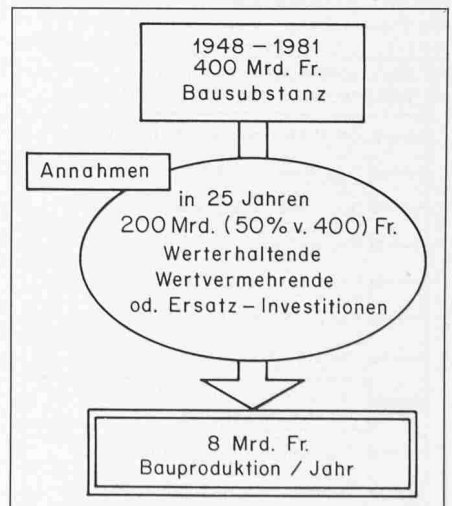 1948 – 1981
400 Mrd. Fr.
Bausubstanz
Annahmen
in 25 Jahren
200 Mrd. (50% v. 400) Fr.
Werterhaltende
Wertvermehrende
od. Ersatz – Investitionen
8 Mrd. Fr.
Bauproduktion / Jahr